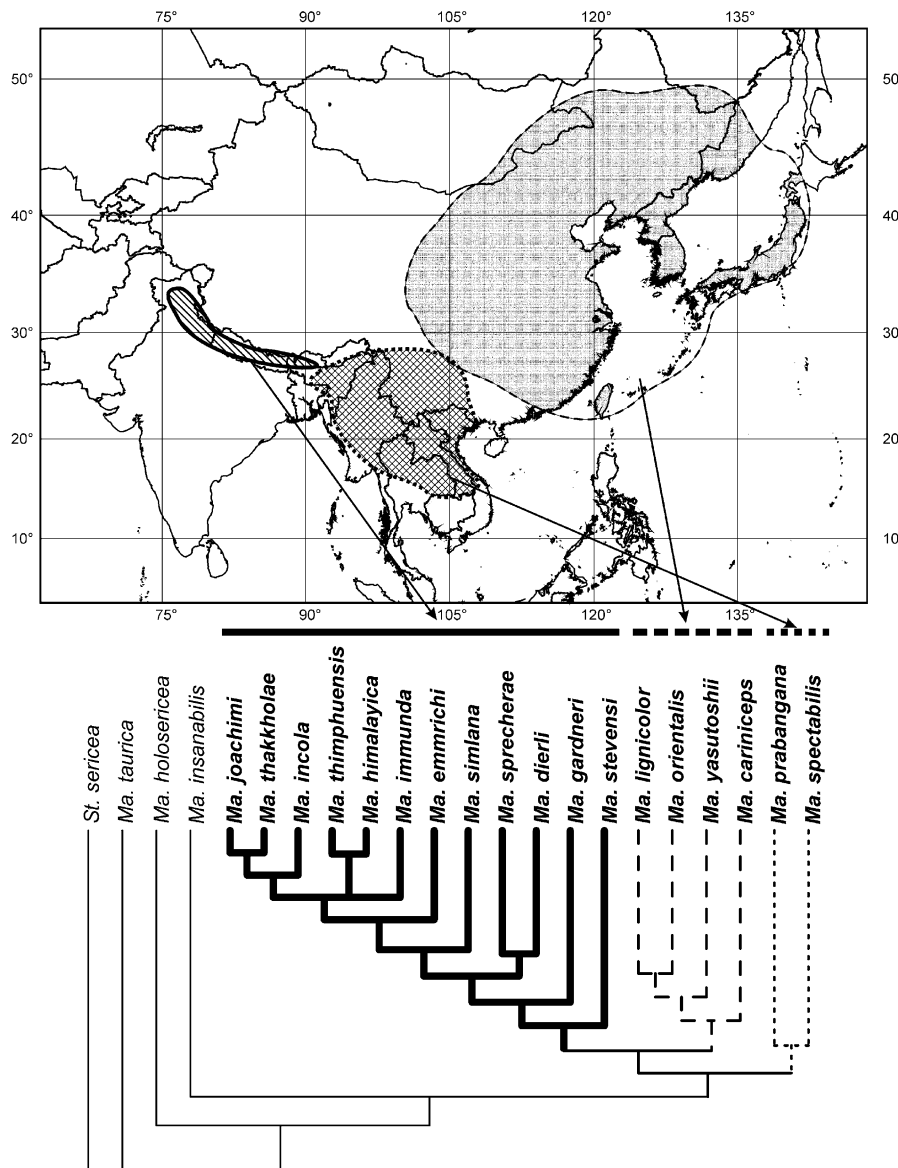 75° 90° 105° 120° 135°
50° 50
40° 40
30° 30
20° 20
10° 10
75° 90° 105° 120° 135°
St. sericea
Ma. taurica
Ma. holosericea
Ma. insanabilis
Ma. joachimi
Ma. thakkholae
Ma. incola
Ma. thimphuensis
Ma. himalayica
Ma. immunda
Ma. emmrichi
Ma. simlana
Ma. sprecherae
Ma. dierli
Ma. gardneri
Ma. stevensi
Ma. lignicolor
Ma. orientalis
Ma. yasutoshii
Ma. cariniceps
Ma. prabangana
Ma. spectabilis